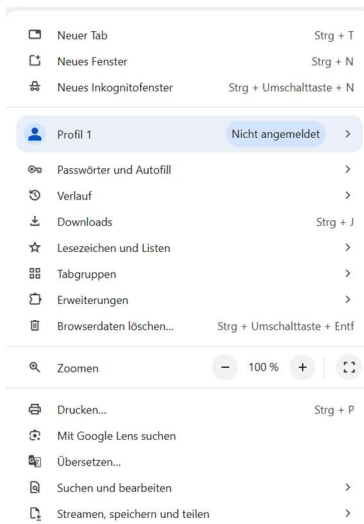 Neuer Tab Strg + T
Neues Fenster Strg + N
Neues Inkognitofenster Strg + Umschalttaste + N
Profil 1 Nicht angemeldet
Passwörter und Autofill
Verlauf
Downloads Strg + J
Lesezeichen und Listen
Tabgruppen
Erweiterungen
Browserdaten löschen... Strg + Umschalttaste + Entf
Zoomen − 100 % +
Drucken... Strg + P
Mit Google Lens suchen
Übersetzen...
Suchen und bearbeiten
Streamen, speichern und teilen